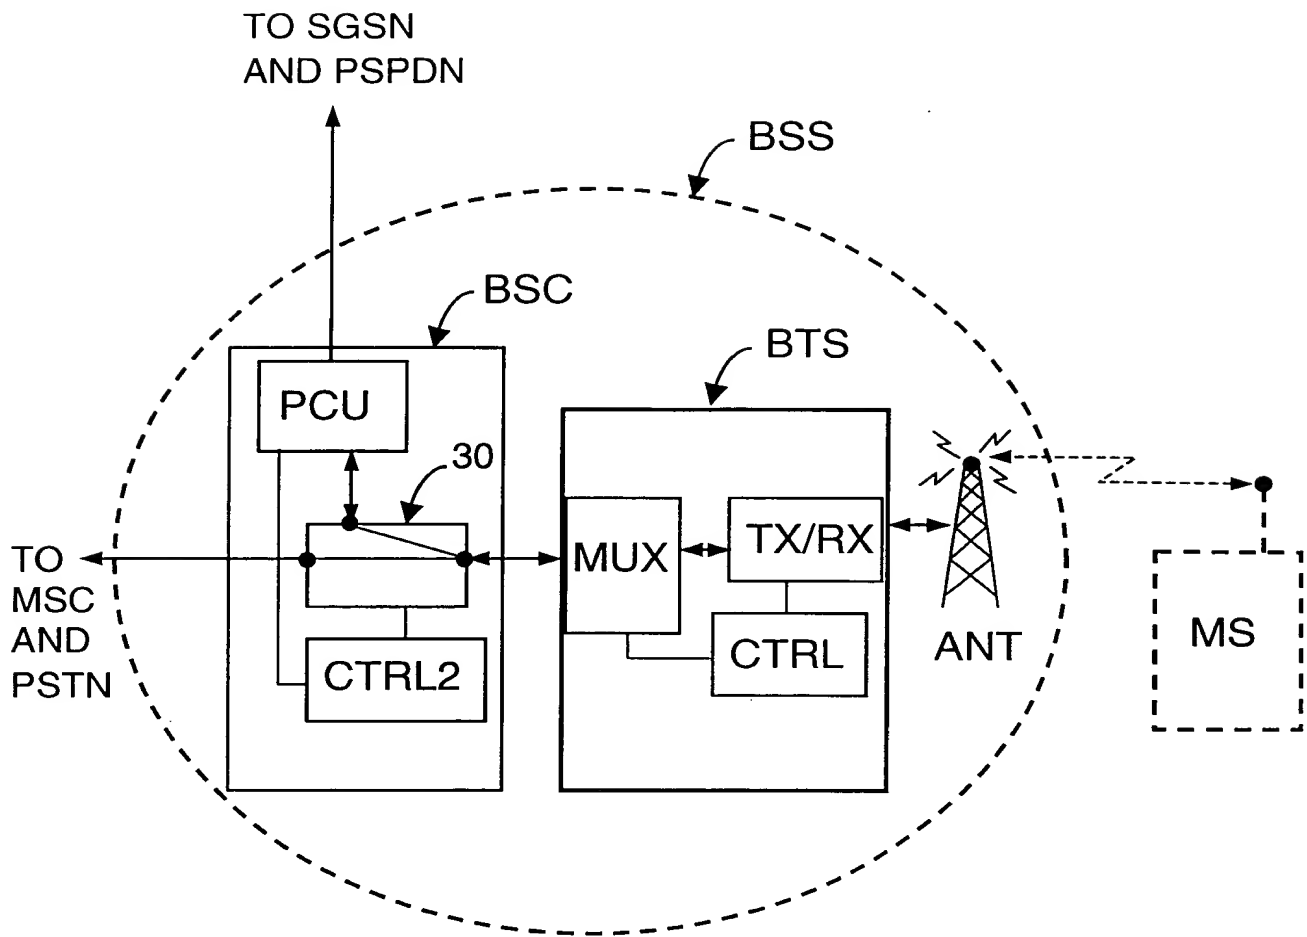 TO SGSN
AND PSPDN
BSS
BSC
BTS
PCU
30
TO
MSC
AND
PSTN
MUX
TX/RX
CTRL2
CTRL
ANT
MS